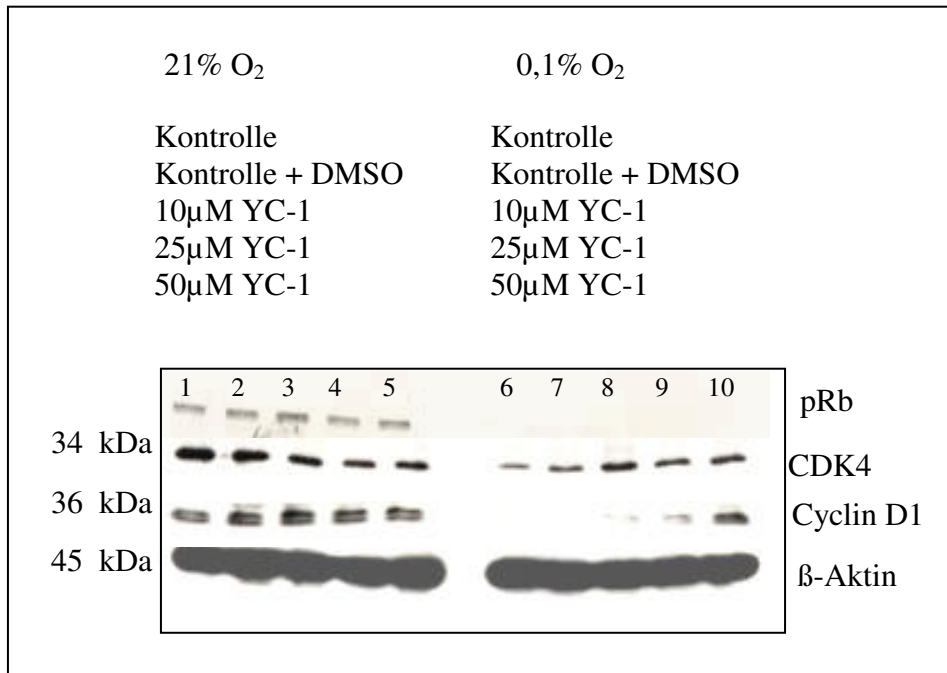 21% O₂ 0,1% O₂
Kontrolle Kontrolle
Kontrolle + DMSO Kontrolle + DMSO
10µM YC-1 10µM YC-1
25µM YC-1 25µM YC-1
50µM YC-1 50µM YC-1
1 2 3 4 5 6 7 8 9 10 pRb
34 kDa CDK4
36 kDa Cyclin D1
45 kDa ß-Aktin